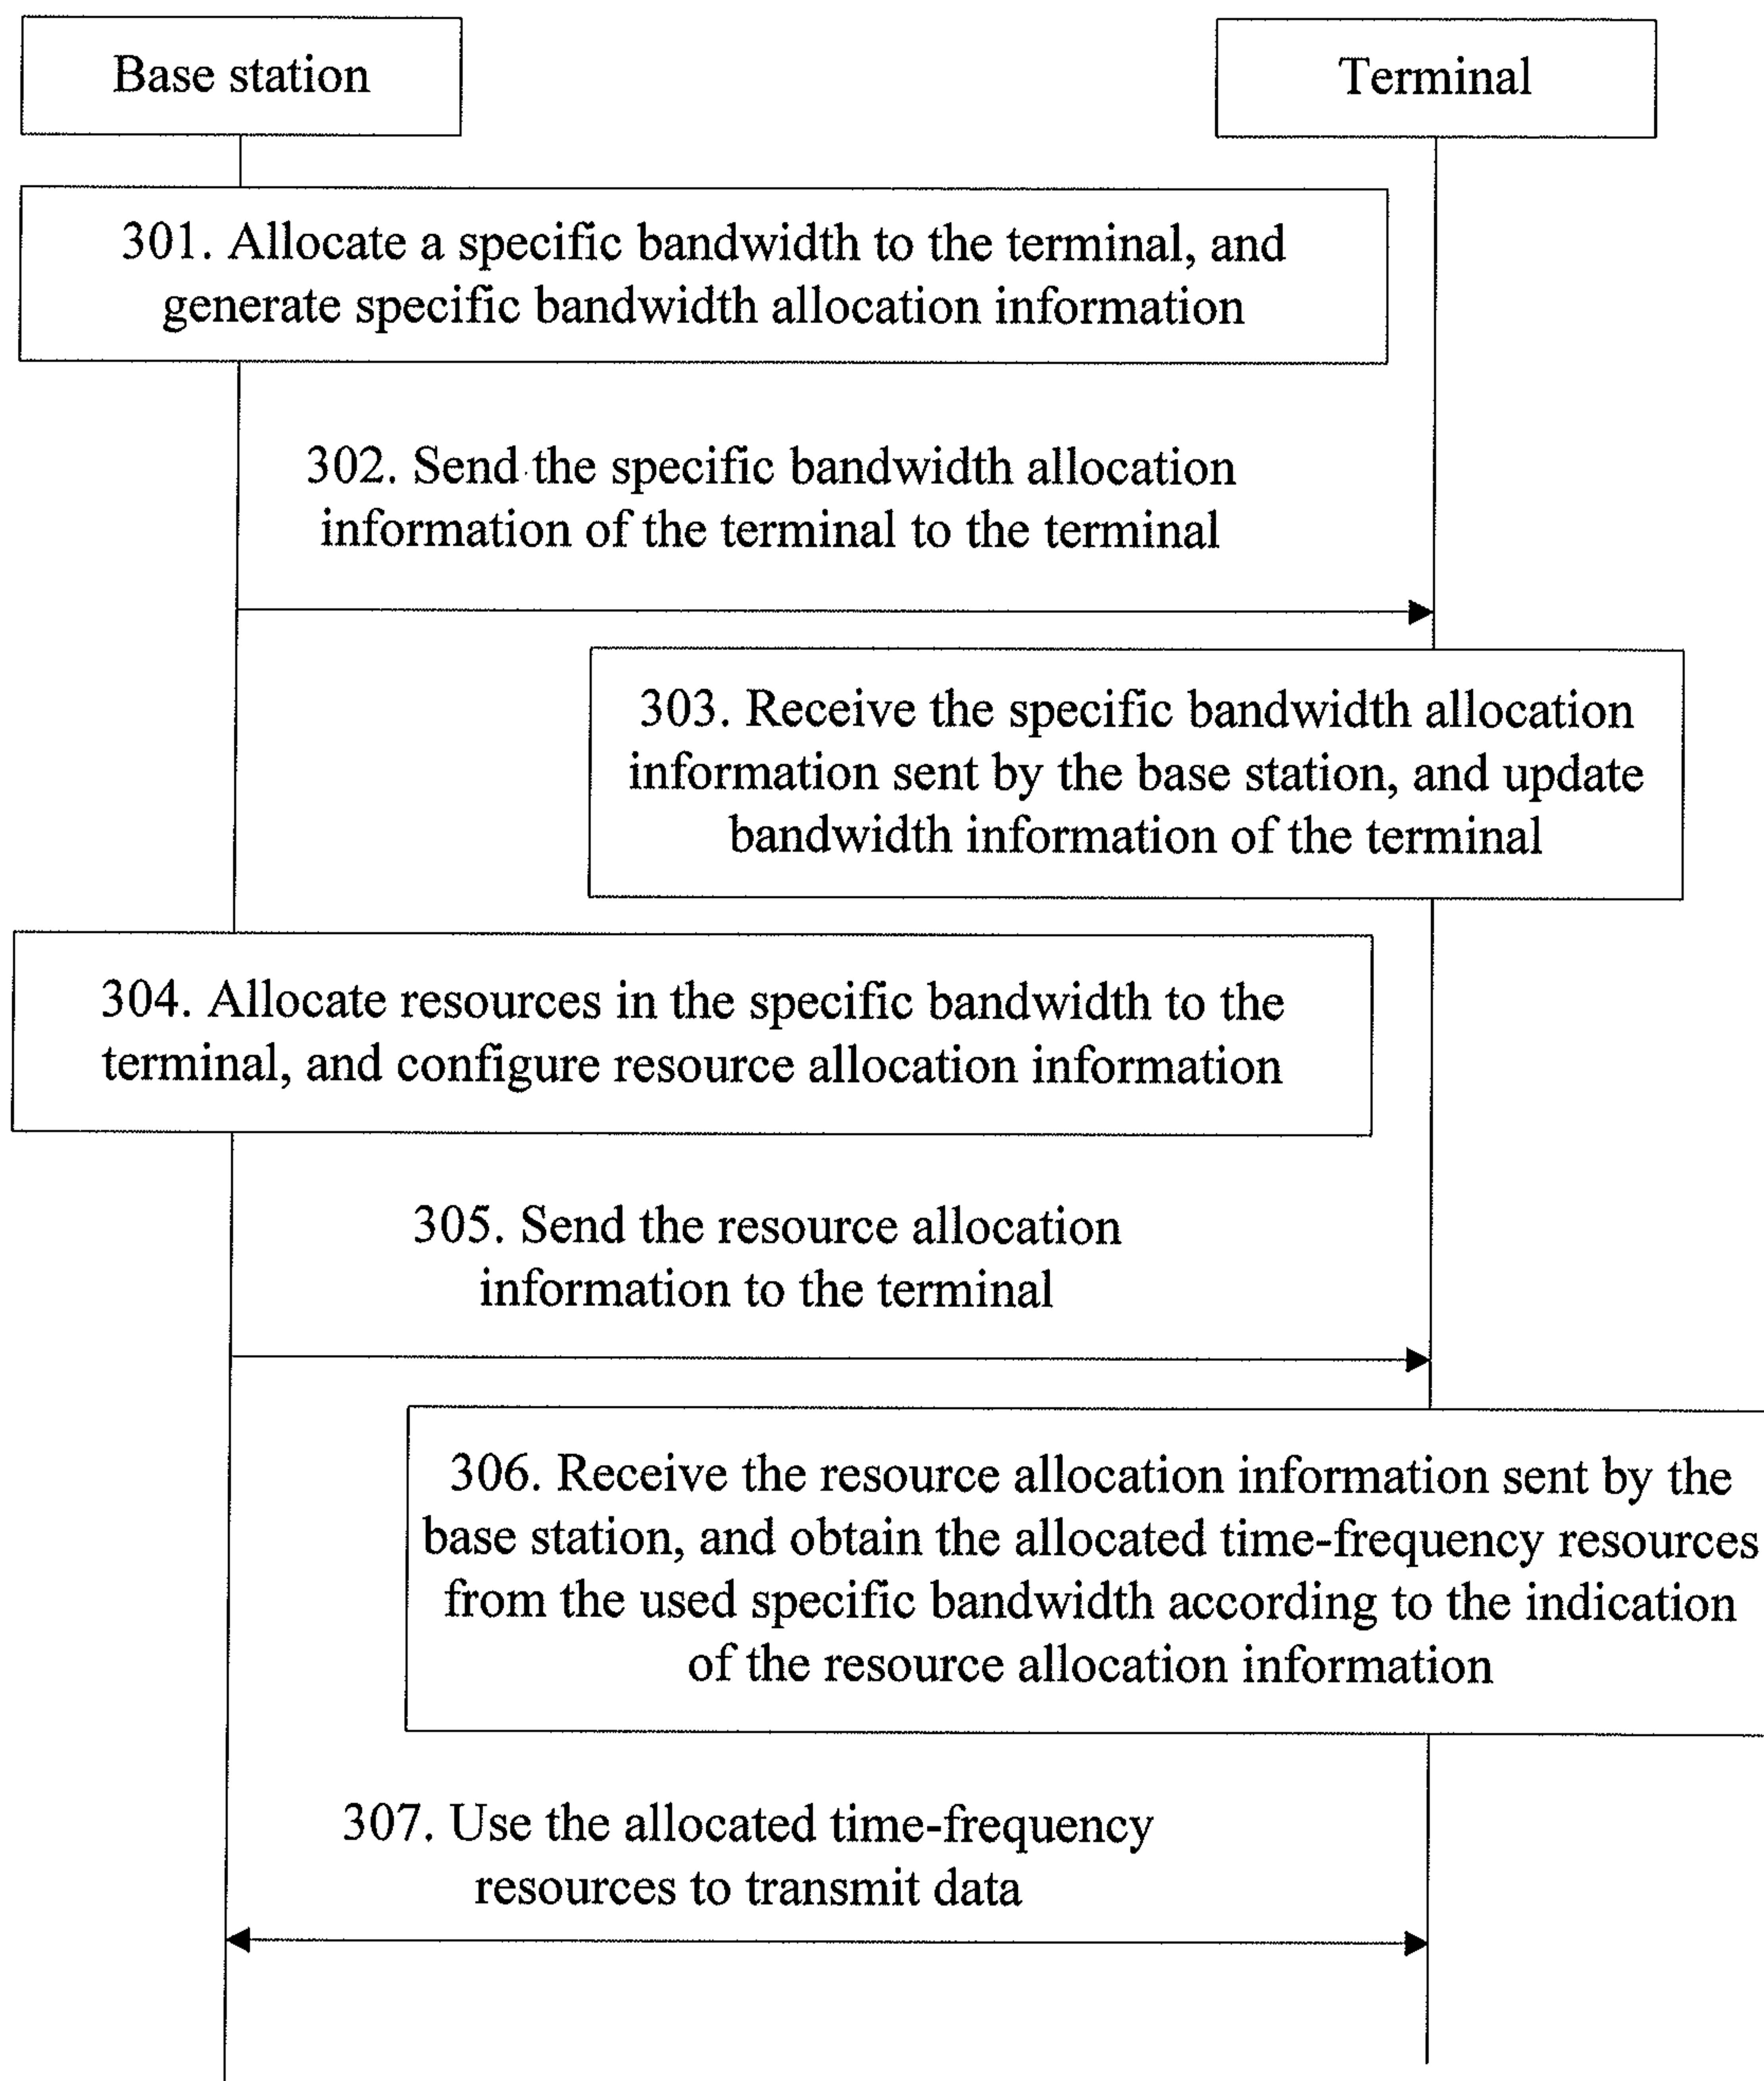 Base station
Terminal
301. Allocate a specific bandwidth to the terminal, and
generate specific bandwidth allocation information
302. Send the specific bandwidth allocation
information of the terminal to the terminal
303. Receive the specific bandwidth allocation
information sent by the base station, and update
bandwidth information of the terminal
304. Allocate resources in the specific bandwidth to the
terminal, and configure resource allocation information
305. Send the resource allocation
information to the terminal
306. Receive the resource allocation information sent by the
base station, and obtain the allocated time-frequency resources
from the used specific bandwidth according to the indication
of the resource allocation information
307. Use the allocated time-frequency
resources to transmit data